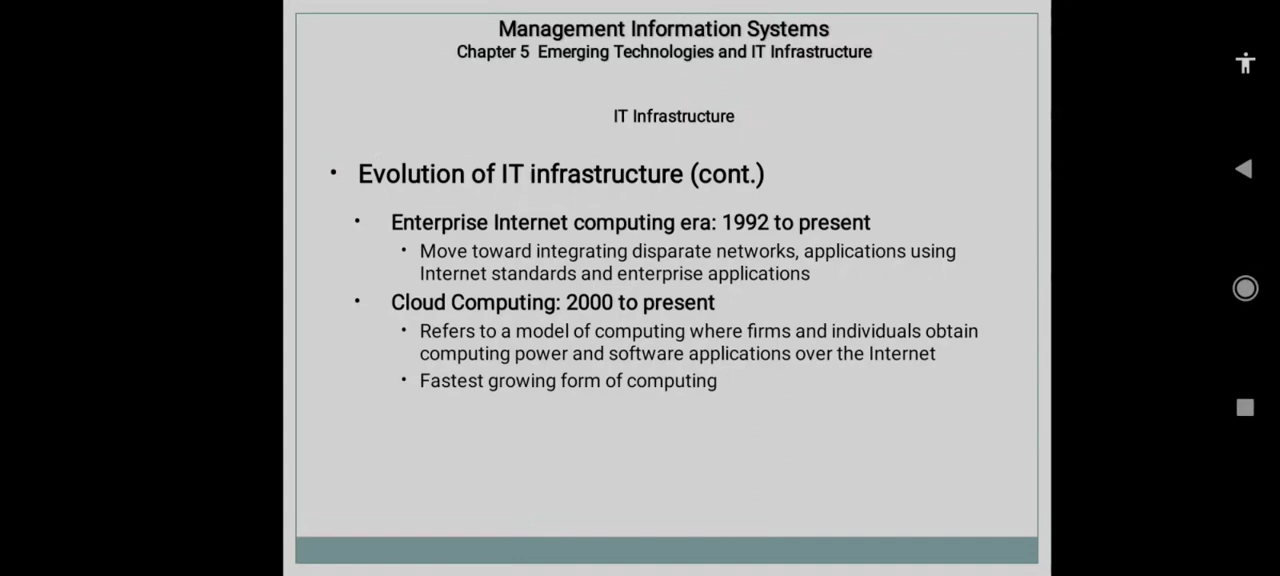 Management Information Systems
Chapter 5 Emerging Technologies and IT Infrastructure
IT Infrastructure
• Evolution of IT infrastructure (cont.)
• Enterprise Internet computing era: 1992 to present
• Move toward integrating disparate networks, applications using
Internet standards and enterprise applications
• Cloud Computing: 2000 to present
• Refers to a model of computing where firms and individuals obtain
computing power and software applications over the Internet
• Fastest growing form of computing